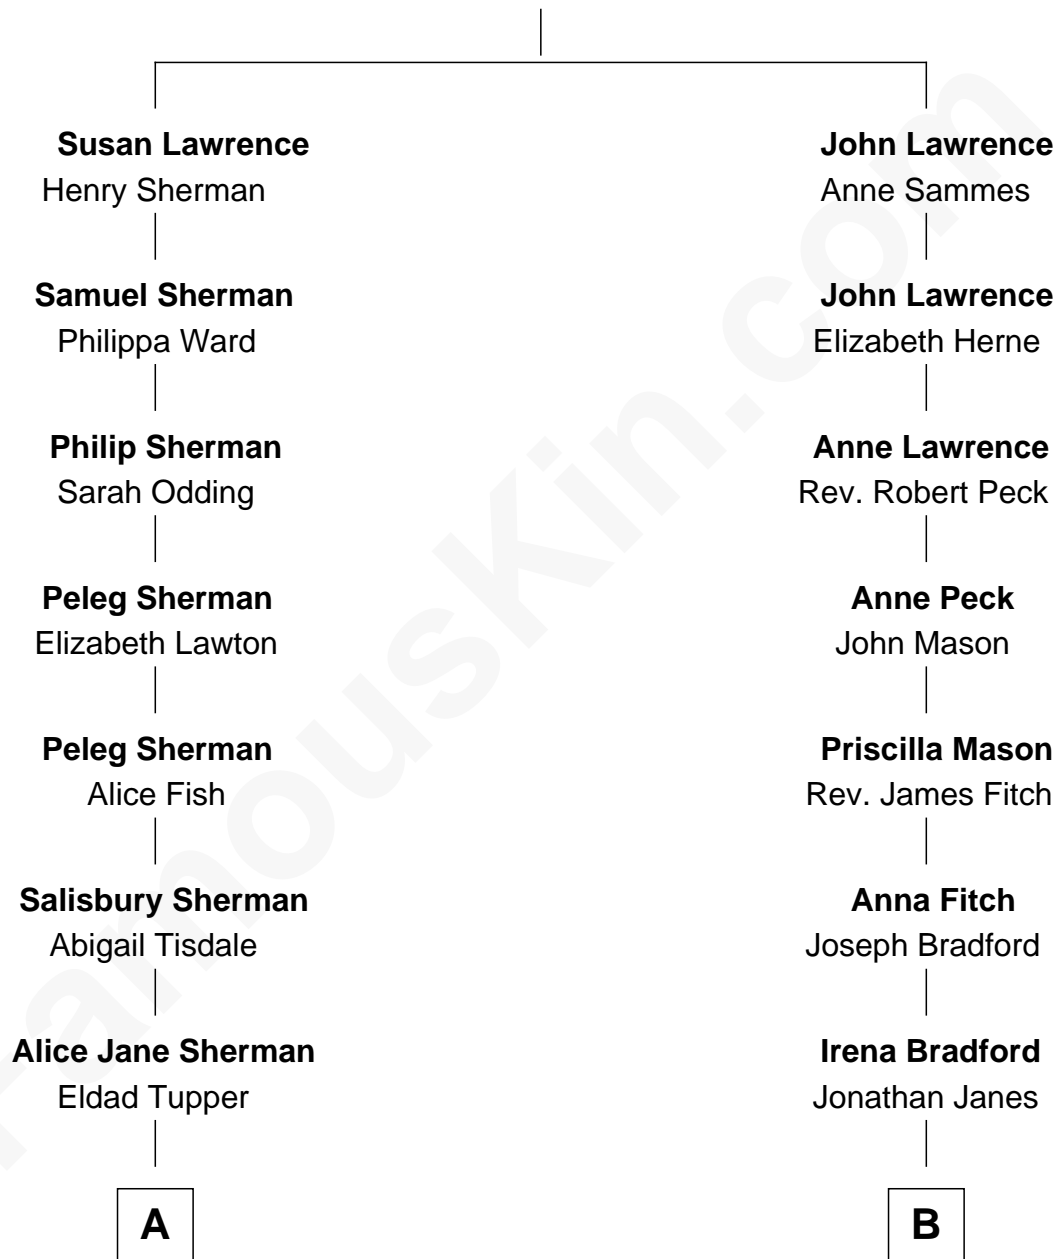 Susan Lawrence
Henry Sherman
Samuel Sherman
Philippa Ward
Philip Sherman
Sarah Odding
Peleg Sherman
Elizabeth Lawton
Peleg Sherman
Alice Fish
Salisbury Sherman
Abigail Tisdale
Alice Jane Sherman
Eldad Tupper
A
John Lawrence
Anne Sammes
John Lawrence
Elizabeth Herne
Anne Lawrence
Rev. Robert Peck
Anne Peck
John Mason
Priscilla Mason
Rev. James Fitch
Anna Fitch
Joseph Bradford
Irena Bradford
Jonathan Janes
B
FamousKin.com